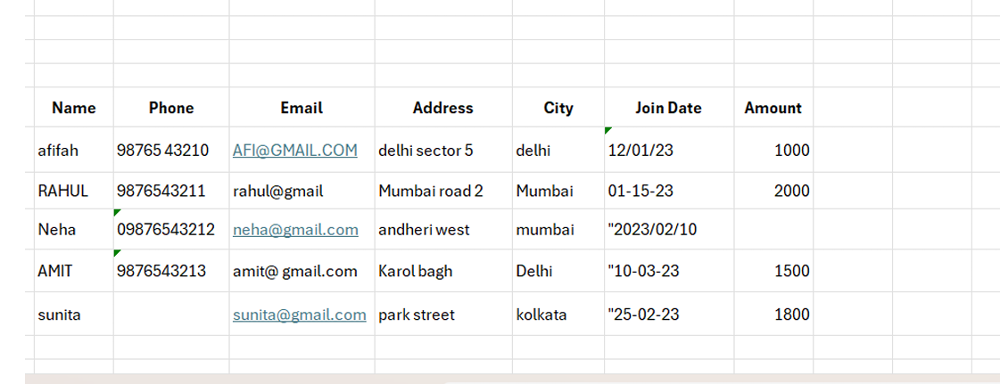 Name Phone Email Address City Join Date Amount
afifah 98765 43210 AFI@GMAIL.COM delhi sector 5 delhi 12/01/23 1000
RAHUL 9876543211 rahul@gmail Mumbai road 2 Mumbai 01-15-23 2000
Neha 09876543212 neha@gmail.com andheri west mumbai "2023/02/10
AMIT 9876543213 amit@ gmail.com Karol bagh Delhi "10-03-23 1500
sunita sunita@gmail.com park street kolkata "25-02-23 1800